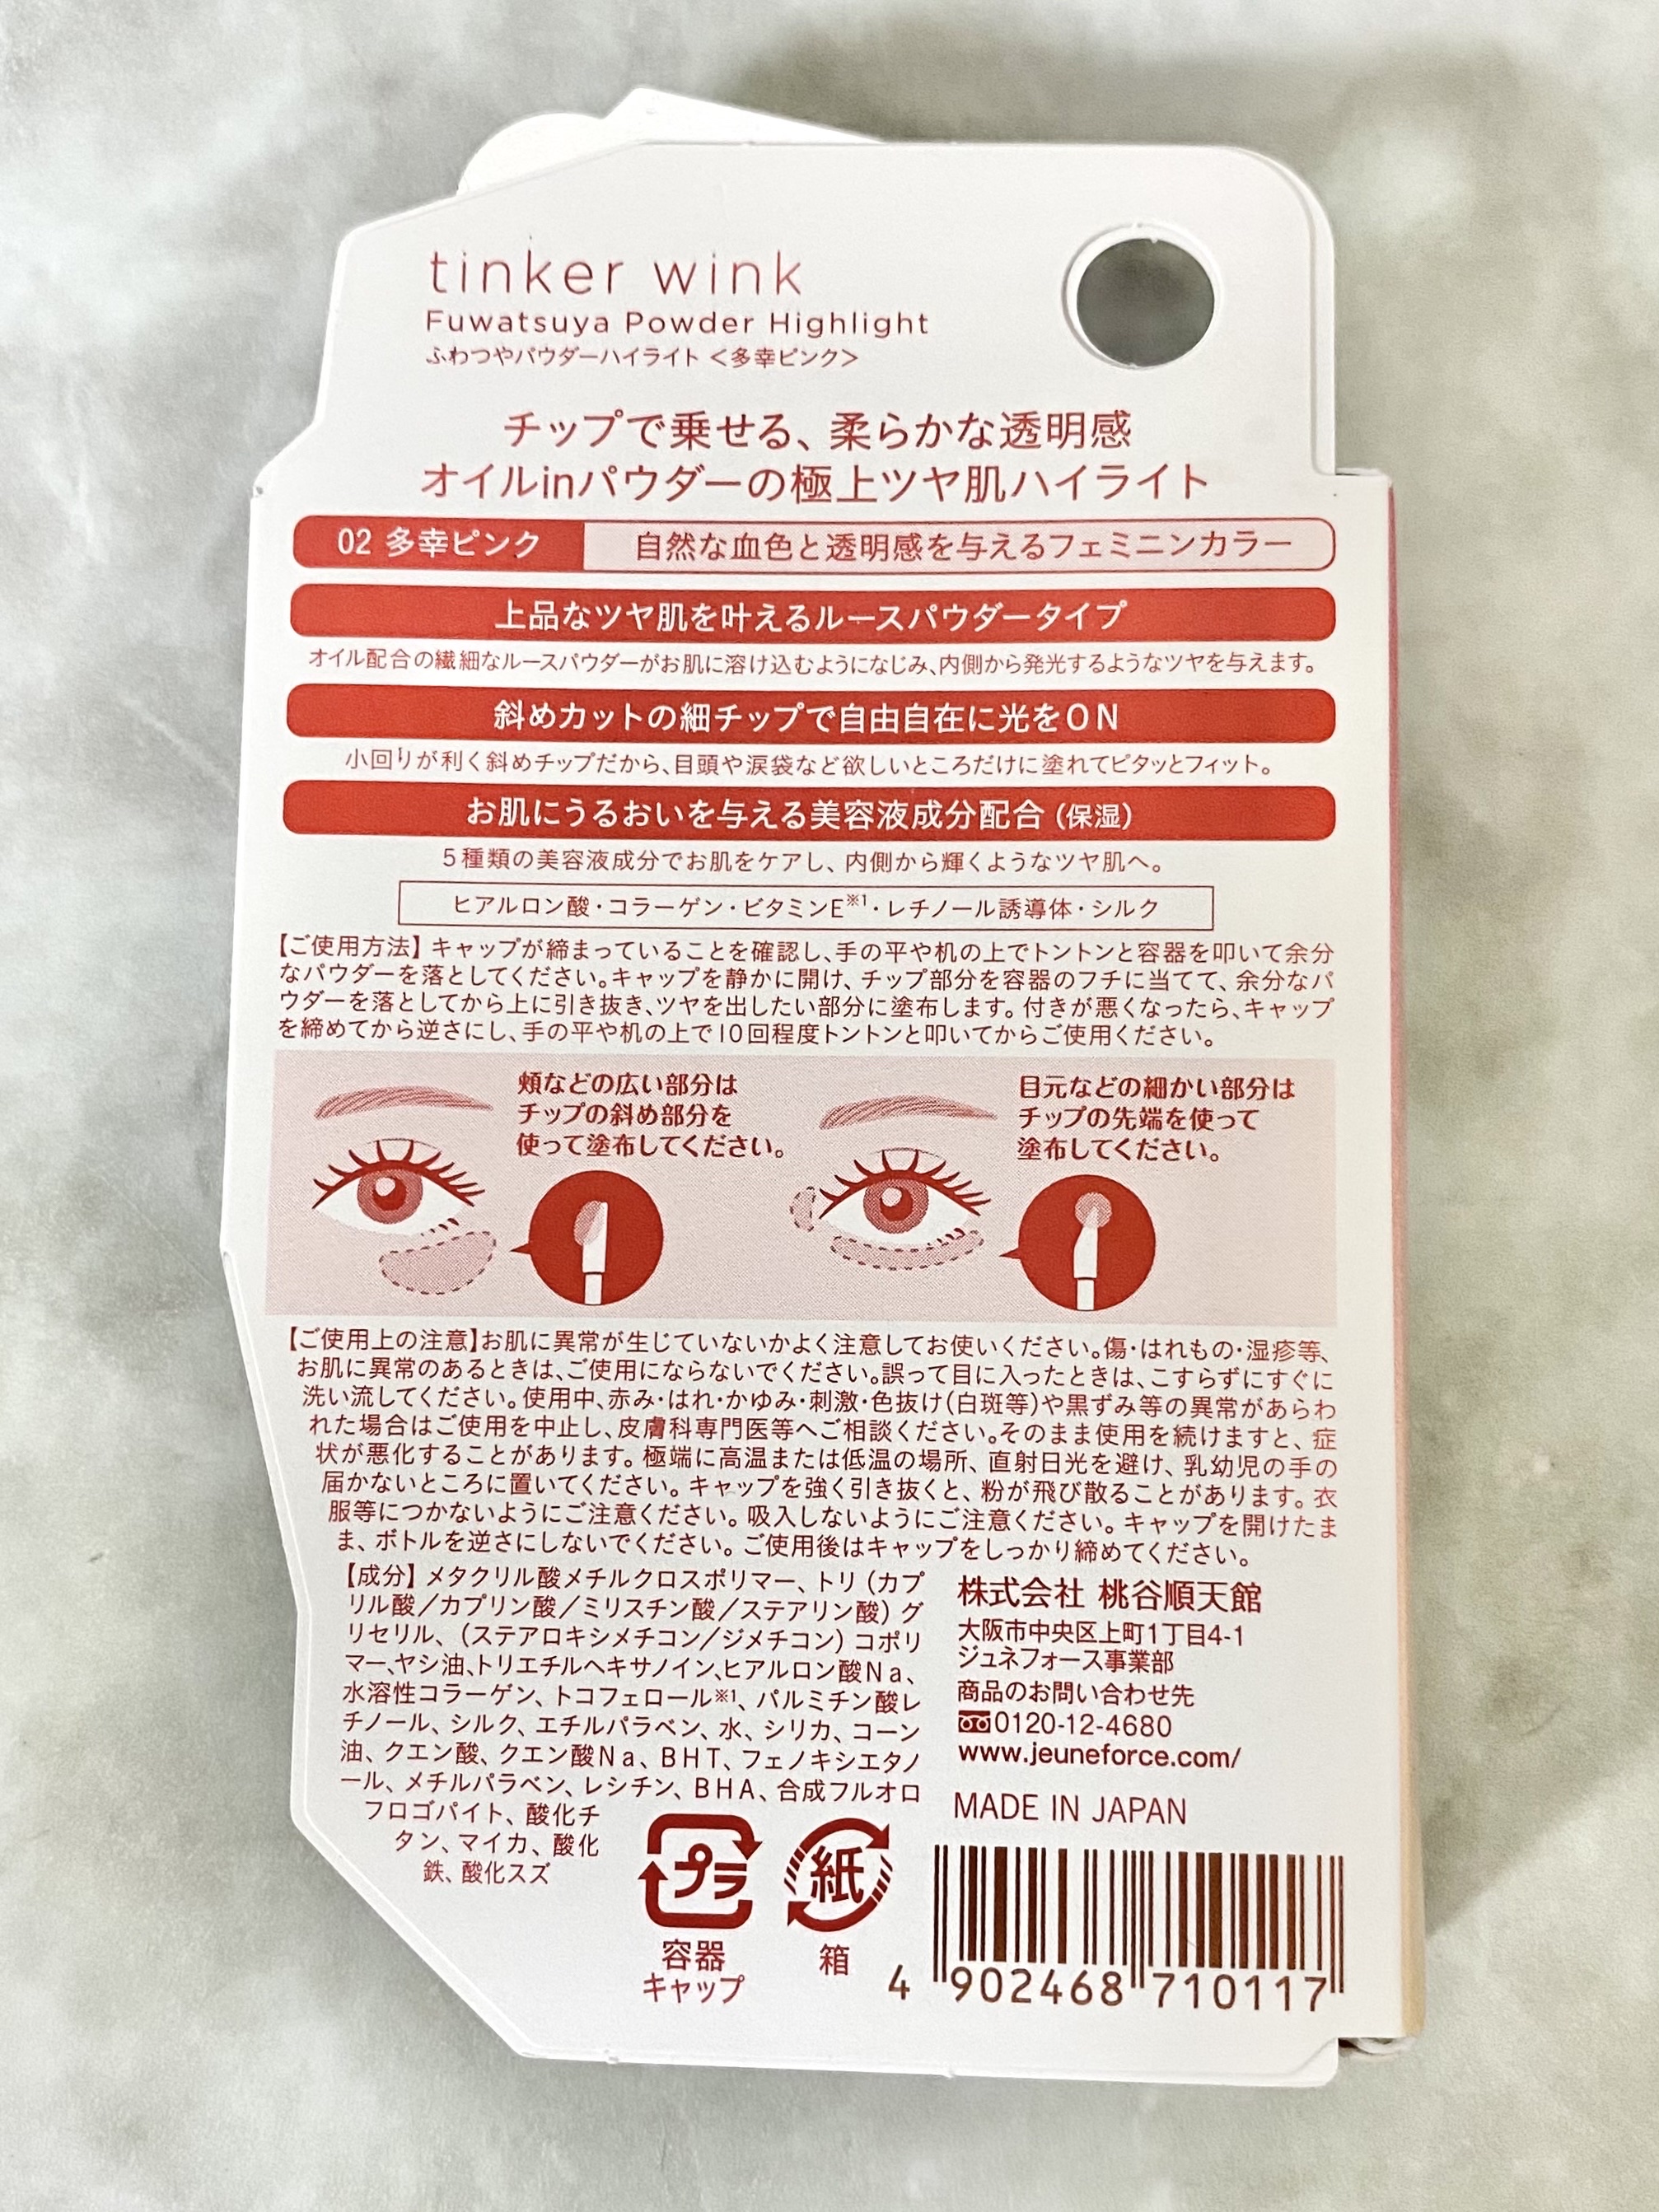 tinker wink
Fuwatsuya Powder Highlight
ふわつやパウダーハイライト <多幸ピンク>
チップで乗せる、柔らかな透明感
オイルinパウダーの極上ツヤ肌ハイライト
02 多幸ピンク 自然な血色と透明感を与えるフェミニンカラー
上品なツヤ肌を叶えるルースパウダータイプ
オイル配合の繊細なルースパウダーがお肌に溶け込むようになじみ、内側から発光するようなツヤを与えます。
斜めカットの細チップで自由自在に光をON
小回りが利く斜めチップだから、目頭や涙袋など欲しいところだけに塗れてピタッとフィット。
お肌にうるおいを与える美容液成分配合(保湿)
5種類の美容液成分でお肌をケアし、内側から輝くようなツヤ肌へ。
ヒアルロン酸・コラーゲン・ビタミンE※1・レチノール誘導体・シルク
【ご使用方法】キャップが締まっていることを確認し、手の平や机の上でトントンと容器を叩いて余分
なパウダーを落としてください。キャップを静かに開け、チップ部分を容器のフチに当てて、余分なパ
ウダーを落としてから上に引き抜き、ツヤを出したい部分に塗布します。付きが悪くなったら、キャップ
を締めてから逆さにし、手の平や机の上で10回程度トントンと叩いてからご使用ください。
頬などの広い部分は
チップの斜め部分を
使って塗布してください。
目元などの細かい部分は
チップの先端を使って
塗布してください。
【ご使用上の注意】お肌に異常が生じていないかよく注意してお使いください。傷・はれもの・湿疹等、
お肌に異常のあるときは、ご使用にならないでください。誤って目に入ったときは、こすらずにすぐに
洗い流してください。使用中、赤み・はれ・かゆみ・刺激・色抜け(白斑等)や黒ずみ等の異常があらわ
れた場合はご使用を中止し、皮膚科専門医等へご相談ください。そのまま使用を続けますと、症
状が悪化することがあります。極端に高温または低温の場所、直射日光を避け、乳幼児の手の
届かないところに置いてください。キャップを強く引き抜くと、粉が飛び散ることがあります。衣
服等につかないようにご注意ください。吸入しないようにご注意ください。キャップを開けたま
ま、ボトルを逆さにしないでください。ご使用後はキャップをしっかり締めてください。
【成分】メタクリル酸メチルクロスポリマー、トリ(カプ
リル酸/カプリン酸/ミリスチン酸/ステアリン酸)グ
リセリル、(ステアロキシメチコン/ジメチコン)コポリ
マー、ヤシ油、トリエチルヘキサノイン、ヒアルロン酸Na、
水溶性コラーゲン、トコフェロール※1、パルミチン酸レ
チノール、シルク、エチルパラベン、水、シリカ、コーン
油、クエン酸、クエン酸Na、BHT、フェノキシエタノ
ール、メチルパラベン、レシチン、BHA、合成フルオロ
フロゴパイト、酸化チ
タン、マイカ、酸化
鉄、酸化スズ
株式会社 桃谷順天館
大阪市中央区上町1丁目4-1
ジュネフォース事業部
商品のお問い合わせ先
0120-12-4680
www.jeuneforce.com/
MADE IN JAPAN
プラ
容器
キャップ
紙
箱
4 902468 710117